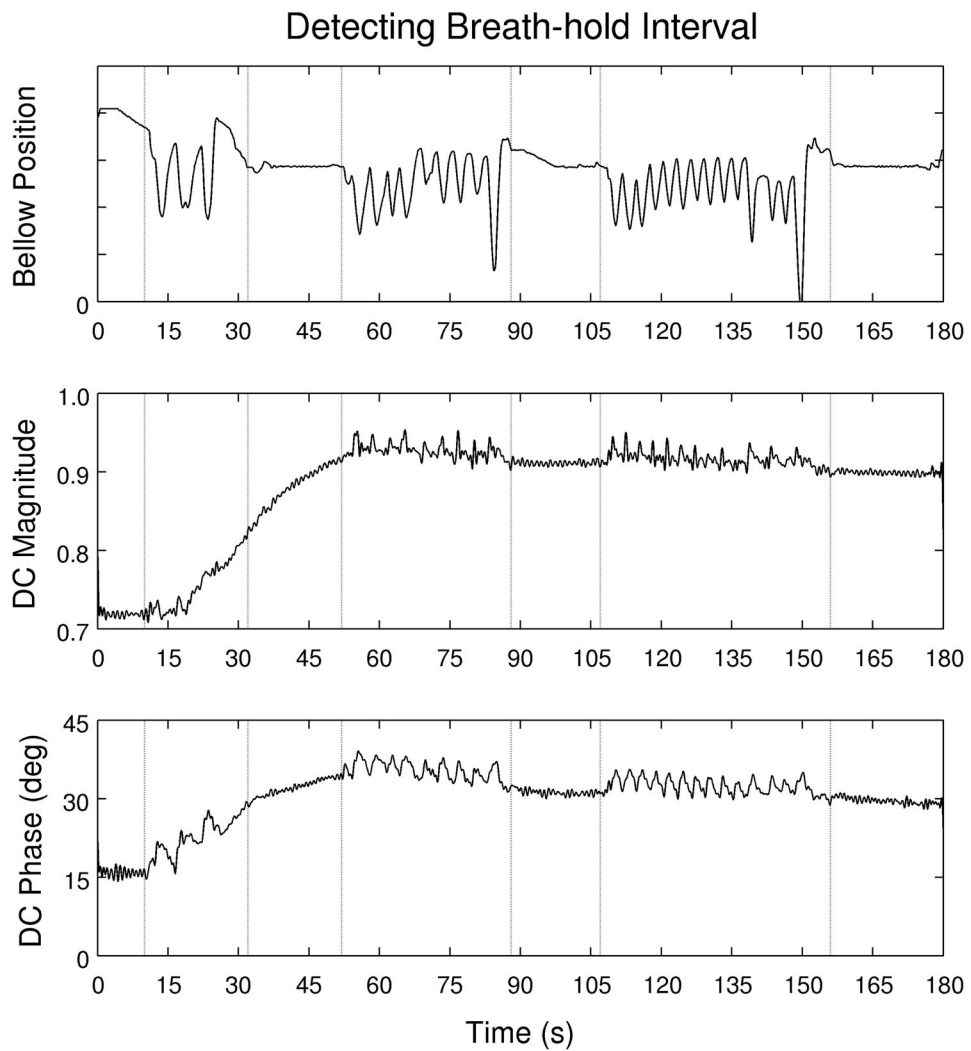 Detecting Breath-hold Interval
Bellow Position
0
0 15 30 45 60 75 90 105 120 135 150 165 180
DC Magnitude
1.0
0.9
0.8
0.7
0 15 30 45 60 75 90 105 120 135 150 165 180
DC Phase (deg)
45
30
15
0
0 15 30 45 60 75 90 105 120 135 150 165 180
Time (s)